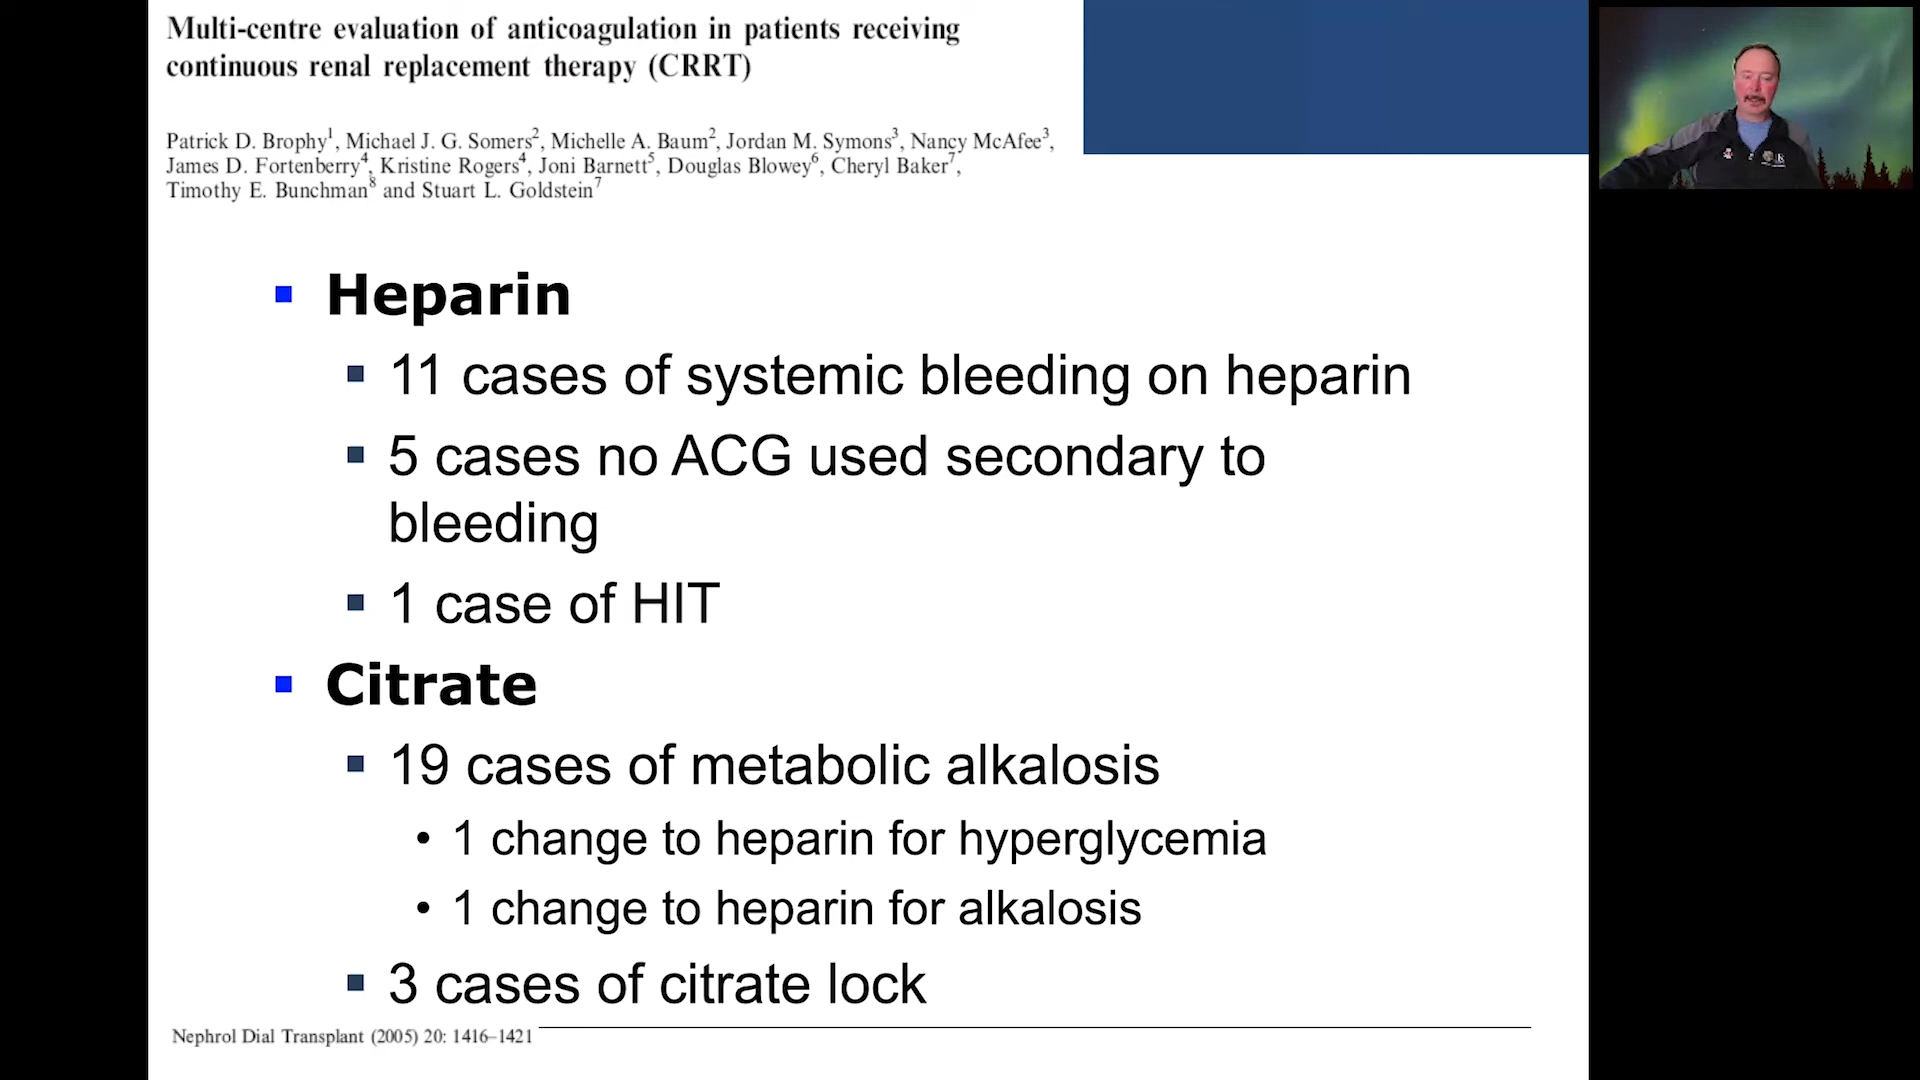 Multi-centre evaluation of anticoagulation in patients receiving
continuous renal replacement therapy (CRRT)
Patrick D. Brophy1, Michael J. G. Somers2, Michelle A. Baum2, Jordan M. Symons3, Nancy McAfee3,
James D. Fortenberry4, Kristine Rogers4, Joni Barnett5, Douglas Blowey6, Cheryl Baker7,
Timothy E. Bunchman8 and Stuart L. Goldstein7
▪ Heparin
▪ 11 cases of systemic bleeding on heparin
▪ 5 cases no ACG used secondary to
bleeding
▪ 1 case of HIT
▪ Citrate
▪ 19 cases of metabolic alkalosis
• 1 change to heparin for hyperglycemia
• 1 change to heparin for alkalosis
▪ 3 cases of citrate lock
Nephrol Dial Transplant (2005) 20: 1416–1421